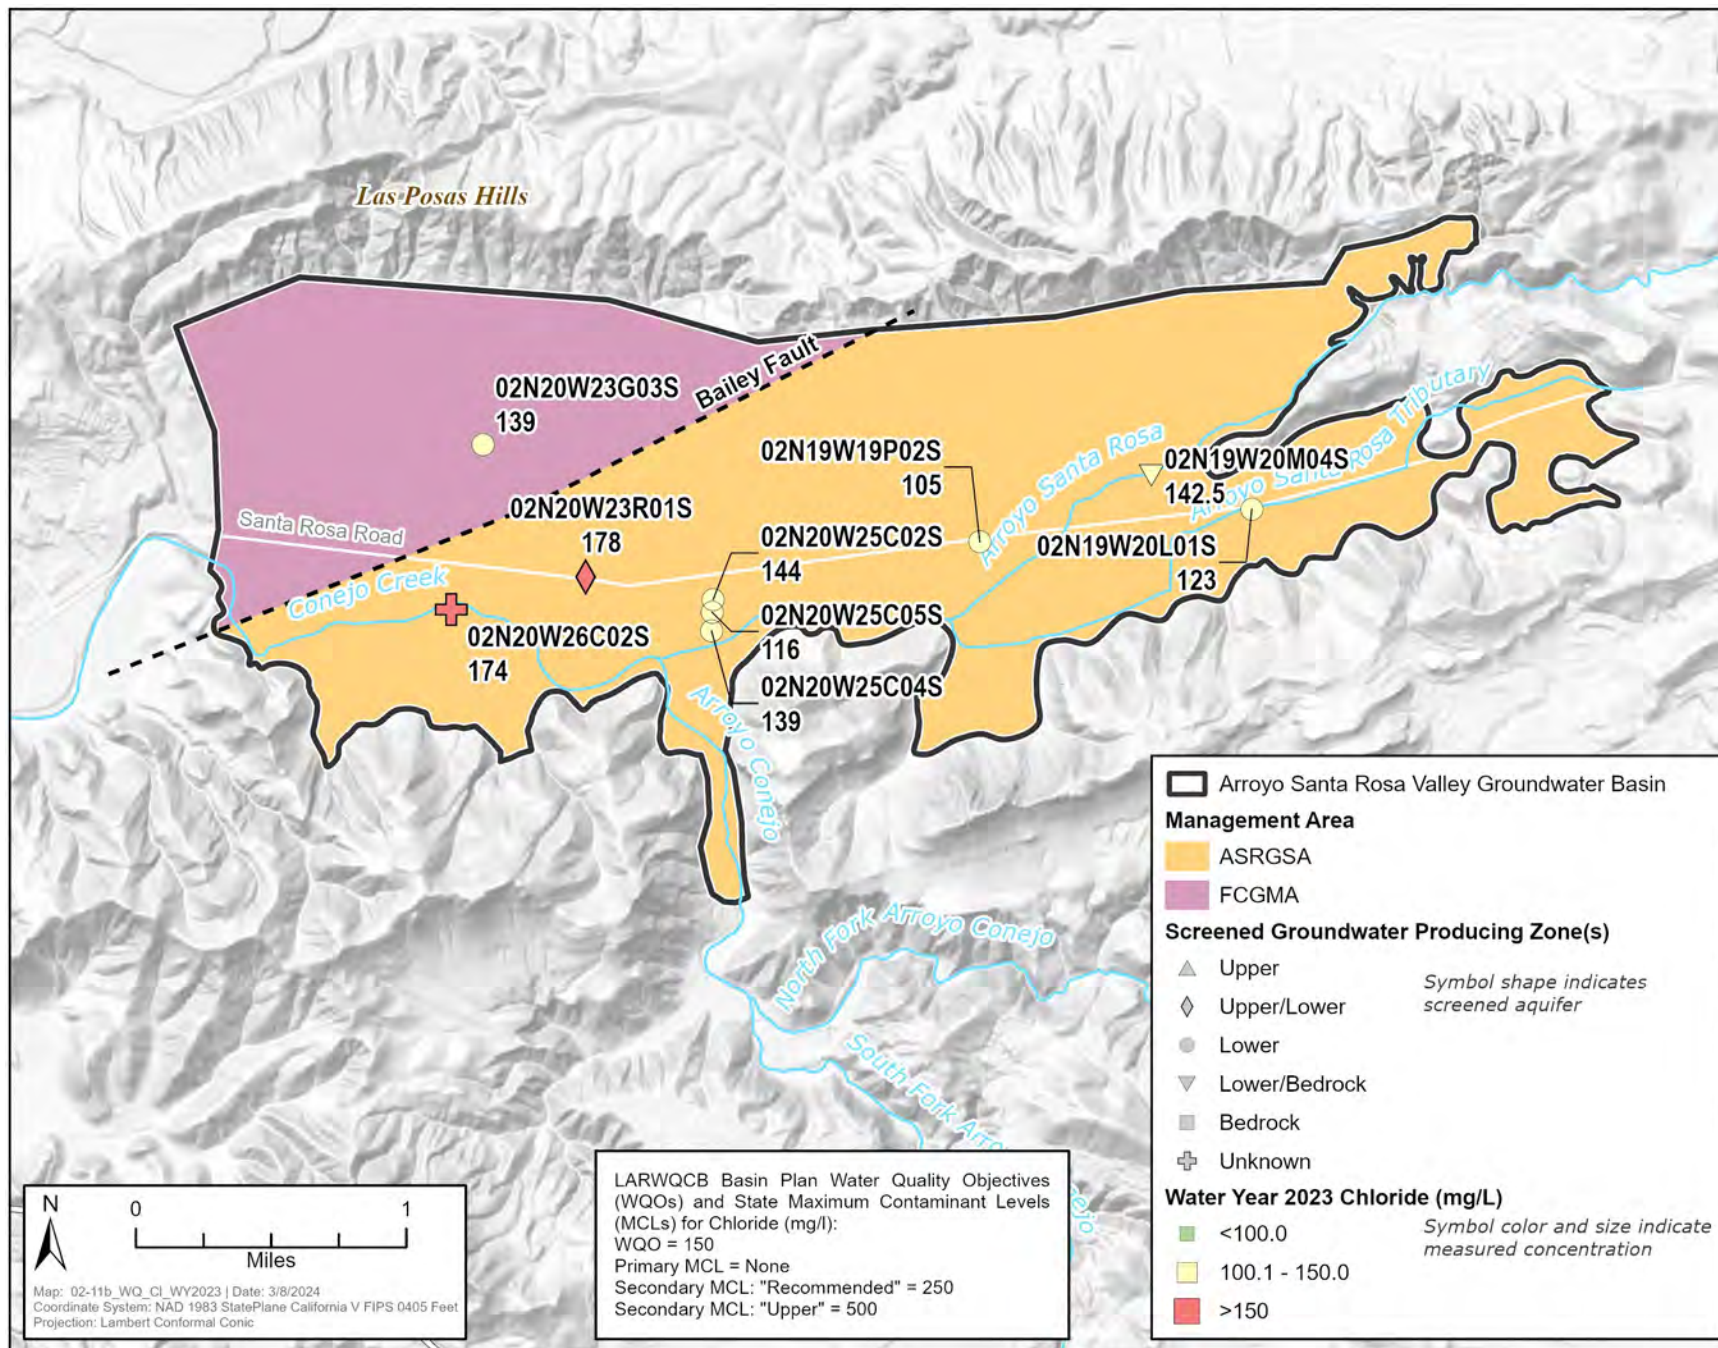 Las Posas Hills
Bailey Fault
02N20W23G03S
139
02N19W19P02S
105
Arroyo Santa Rosa
02N19W20M04S
142.5
Arroyo Santa Rosa Tributary
02N20W23R01S
178
Santa Rosa Road
02N20W25C02S
144
02N19W20L01S
123
Conejo Creek
02N20W26C02S
174
02N20W25C05S
116
02N20W25C04S
139
Arroyo Conejo
North Fork Arroyo Conejo
South Fork Arroyo Conejo
Arroyo Santa Rosa Valley Groundwater Basin
Management Area
ASRGSA
FCGMA
Screened Groundwater Producing Zone(s)
Upper
Upper/Lower
Lower
Lower/Bedrock
Bedrock
Unknown
Symbol shape indicates
screened aquifer
Water Year 2023 Chloride (mg/L)
<100.0
100.1 - 150.0
>150
Symbol color and size indicate
measured concentration
LARWQCB Basin Plan Water Quality Objectives
(WQOs) and State Maximum Contaminant Levels
(MCLs) for Chloride (mg/l):
WQO = 150
Primary MCL = None
Secondary MCL: "Recommended" = 250
Secondary MCL: "Upper" = 500
N
0 1
Miles
Map: 02-11b_WQ_Cl_WY2023 | Date: 3/8/2024
Coordinate System: NAD 1983 StatePlane California V FIPS 0405 Feet
Projection: Lambert Conformal Conic